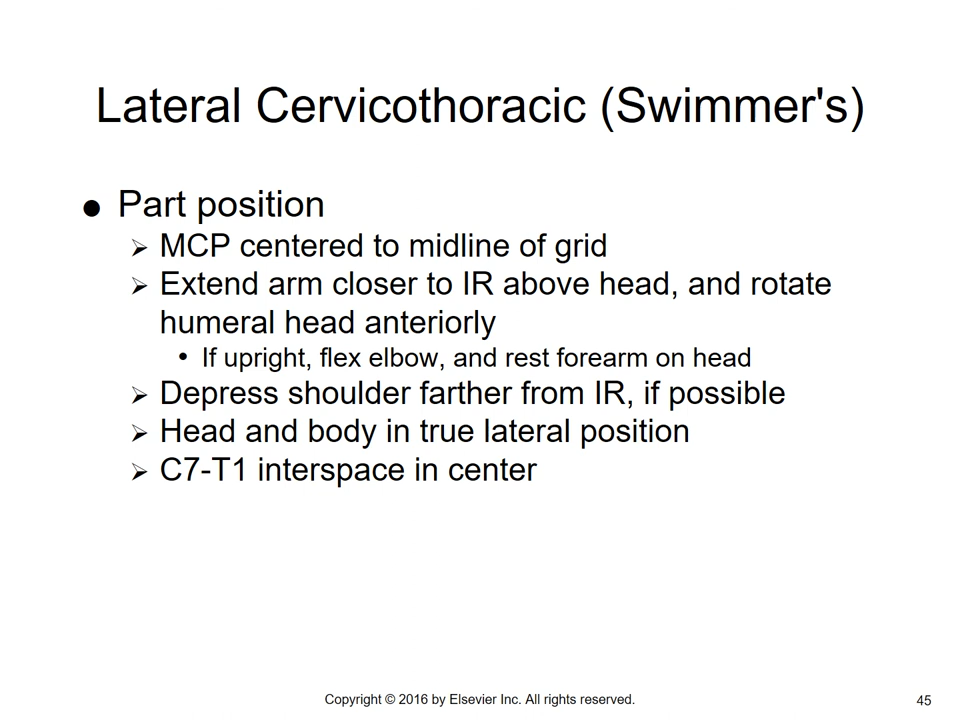 Lateral Cervicothoracic (Swimmer's)
● Part position
➢ MCP centered to midline of grid
➢ Extend arm closer to IR above head, and rotate
humeral head anteriorly
• If upright, flex elbow, and rest forearm on head
➢ Depress shoulder farther from IR, if possible
➢ Head and body in true lateral position
➢ C7-T1 interspace in center
Copyright © 2016 by Elsevier Inc. All rights reserved.
45